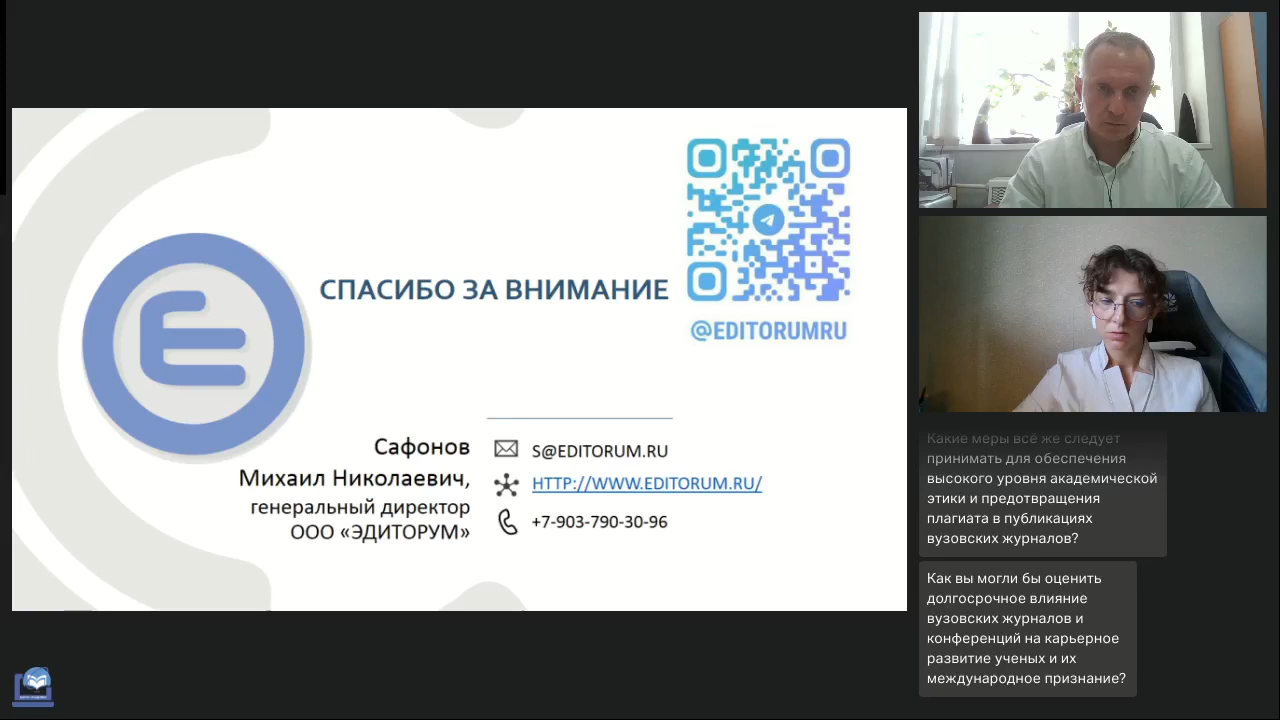 СПАСИБО ЗА ВНИМАНИЕ
@EDITORUMRU
Сафонов
Михаил Николаевич,
генеральный директор
ООО «ЭДИТОРУМ»
S@EDITORUM.RU
HTTP://WWW.EDITORUM.RU/
+7-903-790-30-96
Какие меры всё же следует
принимать для обеспечения
высокого уровня академической
этики и предотвращения
плагиата в публикациях
вузовских журналов?
Как вы могли бы оценить
долгосрочное влияние
вузовских журналов и
конференций на карьерное
развитие ученых и их
международное признание?